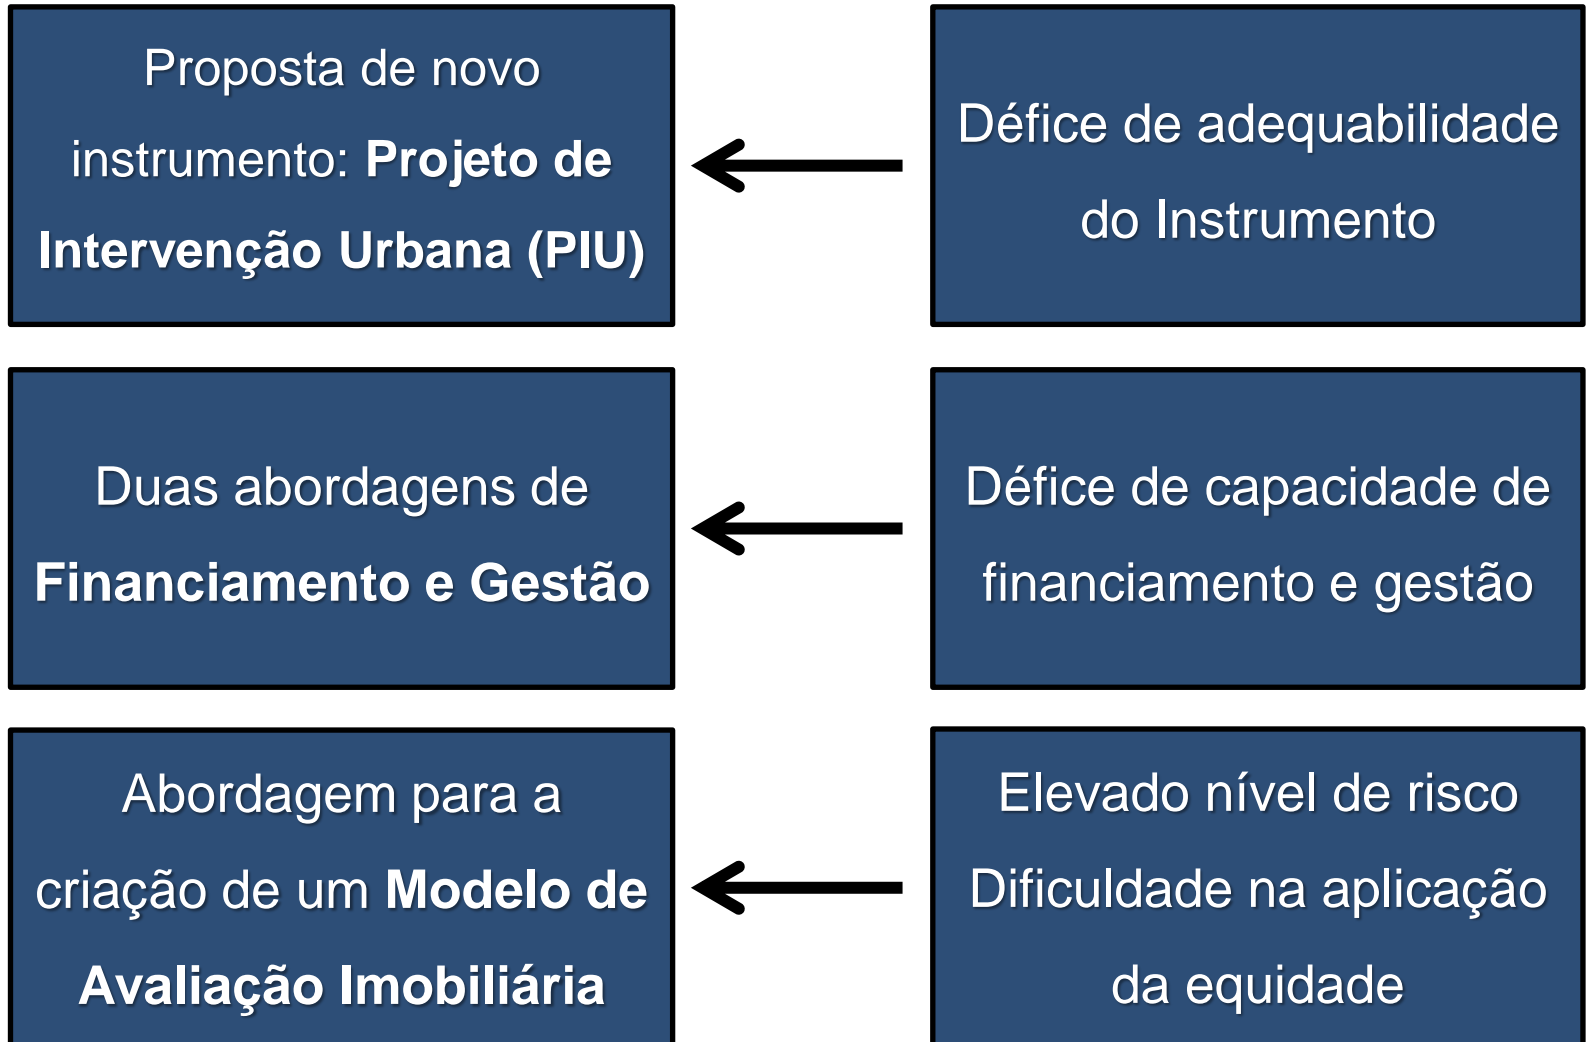 Proposta de novo
instrumento: Projeto de
Intervenção Urbana (PIU)
Défice de adequabilidade
do Instrumento
Duas abordagens de
Financiamento e Gestão
Défice de capacidade de
financiamento e gestão
Abordagem para a
criação de um Modelo de
Avaliação Imobiliária
Elevado nível de risco
Dificuldade na aplicação
da equidade